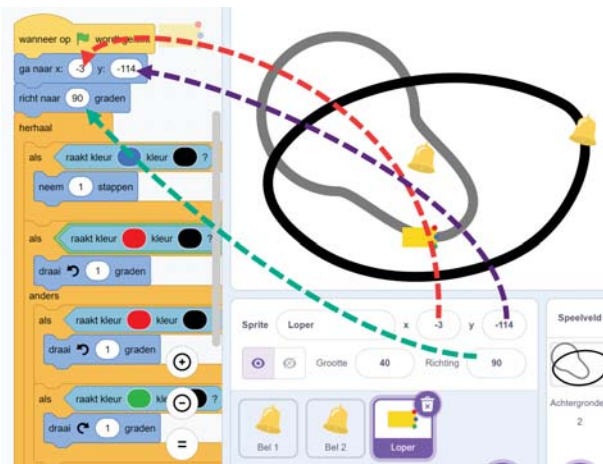 wanneer op wordt geklikt
ga naar x: -3 y: -114
richt naar 90 graden
herhaal
als raakt kleur kleur ?
neem 1 stappen
als raakt kleur kleur ?
draai 1 graden
anders
als raakt kleur kleur
draai 1 graden
als raakt kleur ?
draai 1 graden
Sprite Loper x -3 y -114
Grootte 40 Richting 90
Bel 1 Bel 2 Loper
Speelveld
Achtergronde
2